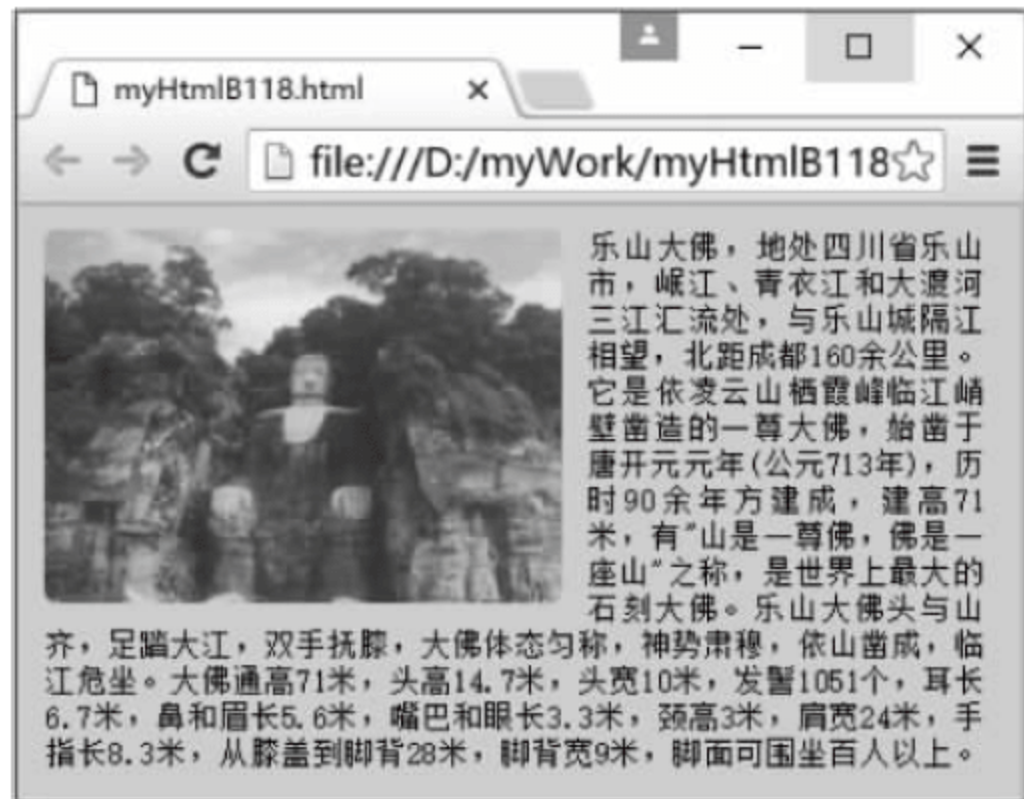 myHtmlB118.html
file:///D:/myWork/myHtmlB118
乐山大佛，地处四川省乐山
市，岷江、青衣江和大渡河
三江汇流处，与乐山城隔江
相望，北距成都160余公里。
它是依凌云山栖霞峰临江峭
壁凿造的一尊大佛，始凿于
唐开元元年(公元713年)，历
时90余年方建成，建高71
米，有"山是一尊佛，佛是一
座山"之称，是世界上最大的
石刻大佛。乐山大佛头与山
齐，足踏大江，双手抚膝，大佛体态匀称，神势肃穆，依山凿成，临
江危坐。大佛通高71米，头高14.7米，头宽10米，发髻1051个，耳长
6.7米，鼻和眉长5.6米，嘴巴和眼长3.3米，颈高3米，肩宽24米，手
指长8.3米，从膝盖到脚背28米，脚背宽9米，脚面可围坐百人以上。